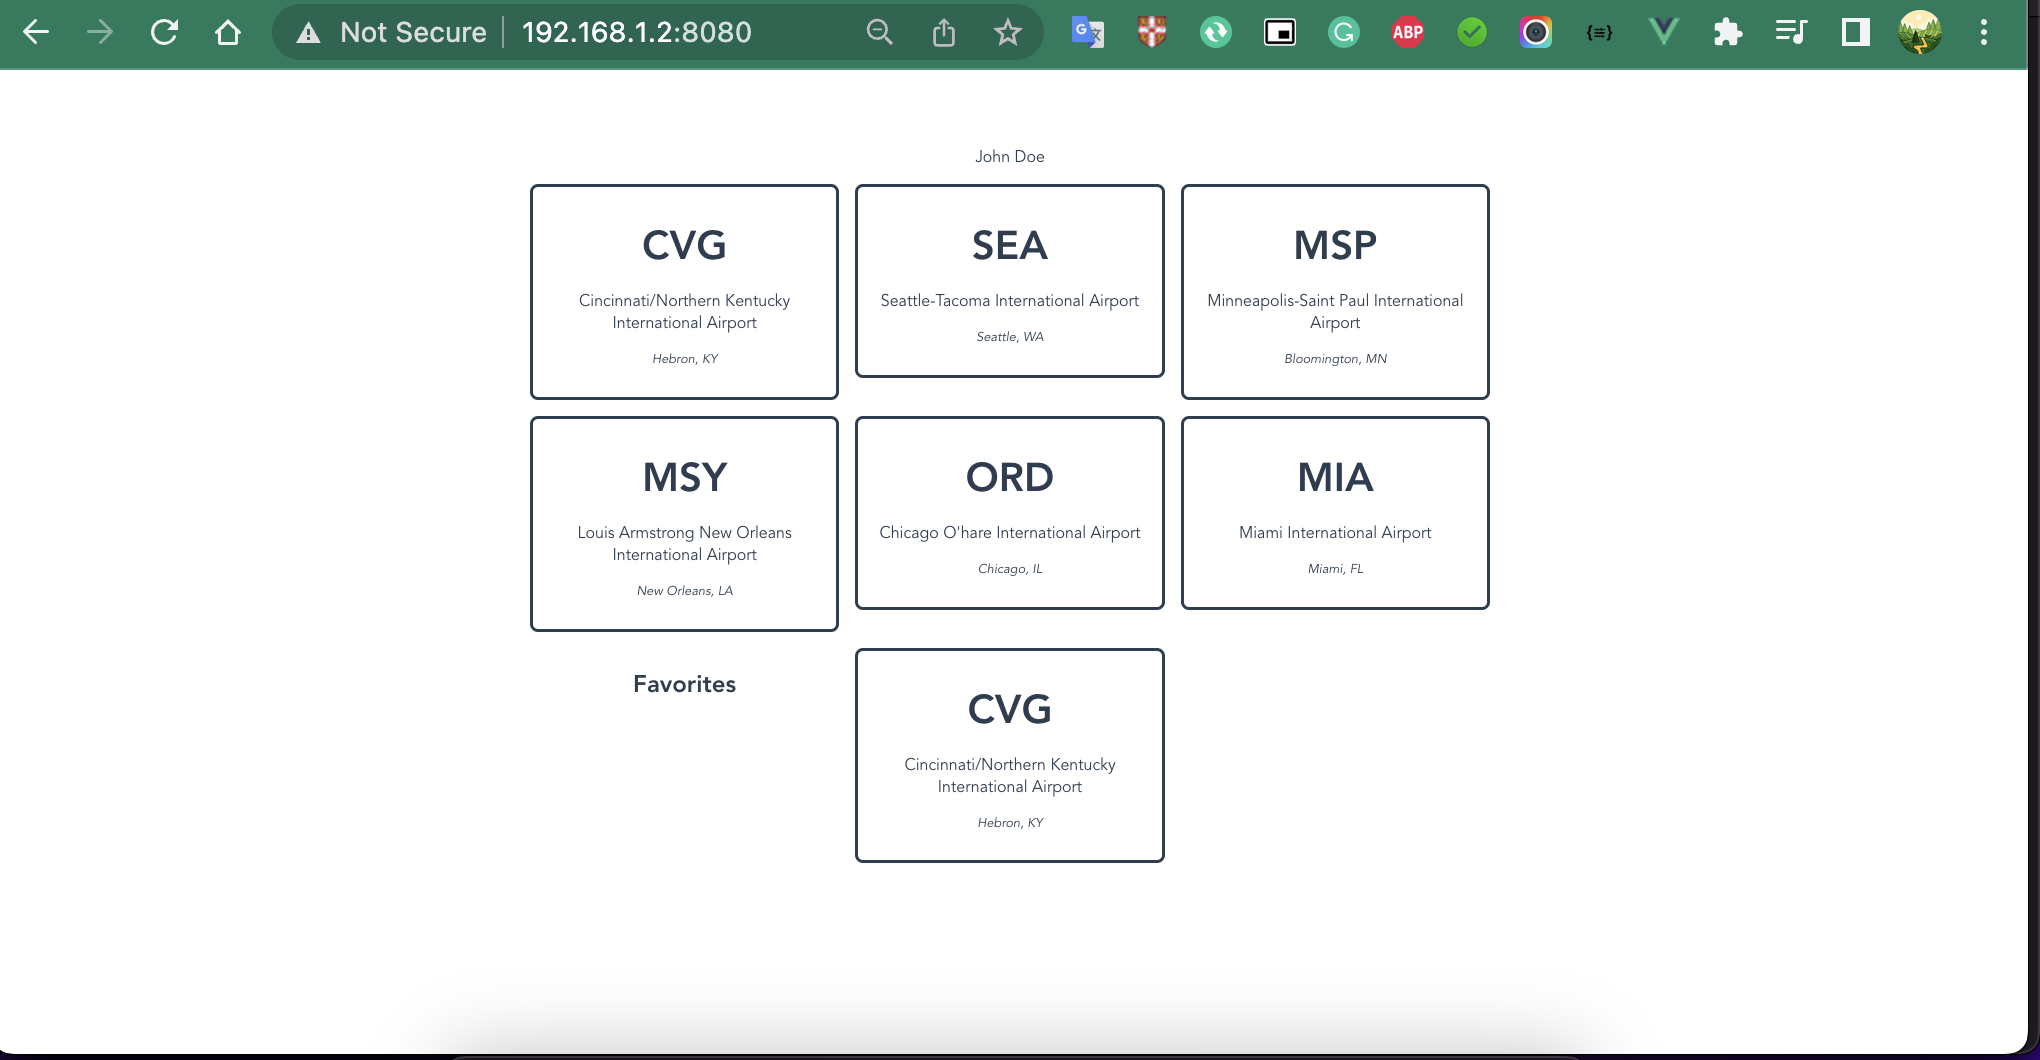 Not Secure 192.168.1.2:8080
G
G
ABP
{≡}
John Doe
CVG
Cincinnati/Northern Kentucky
International Airport
Hebron, KY
SEA
Seattle-Tacoma International Airport
Seattle, WA
MSP
Minneapolis-Saint Paul International
Airport
Bloomington, MN
MSY
Louis Armstrong New Orleans
International Airport
New Orleans, LA
ORD
Chicago O'hare International Airport
Chicago, IL
MIA
Miami International Airport
Miami, FL
Favorites
CVG
Cincinnati/Northern Kentucky
International Airport
Hebron, KY